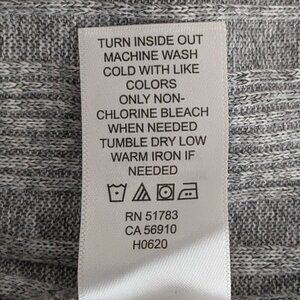 TURN INSIDE OUT
MACHINE WASH
COLD WITH LIKE
COLORS
ONLY NON-
CHLORINE BLEACH
WHEN NEEDED
TUMBLE DRY LOW
WARM IRON IF
NEEDED
RN 51783
CA 56910
H0620